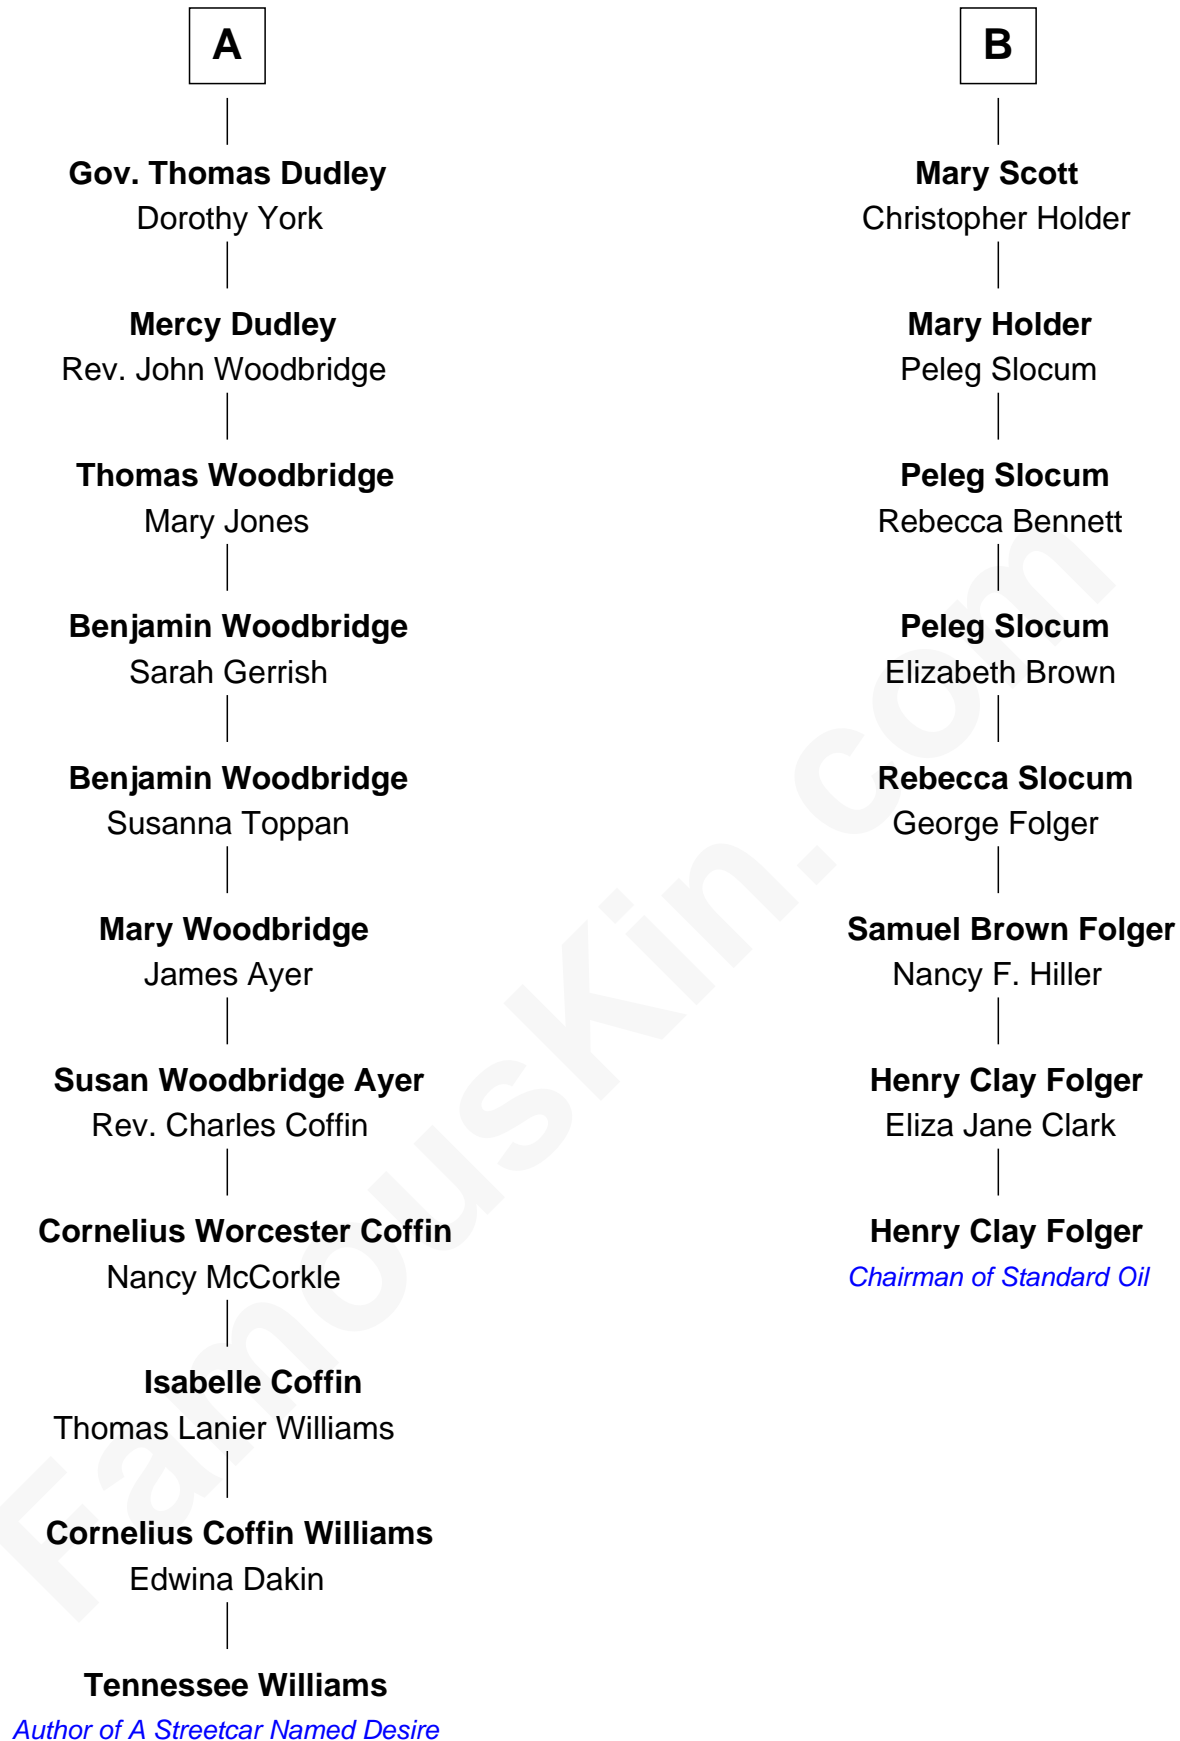 A
Gov. Thomas Dudley
Dorothy York
Mercy Dudley
Rev. John Woodbridge
Thomas Woodbridge
Mary Jones
Benjamin Woodbridge
Sarah Gerrish
Benjamin Woodbridge
Susanna Toppan
Mary Woodbridge
James Ayer
Susan Woodbridge Ayer
Rev. Charles Coffin
Cornelius Worcester Coffin
Nancy McCorkle
Isabelle Coffin
Thomas Lanier Williams
Cornelius Coffin Williams
Edwina Dakin
Tennessee Williams
Author of A Streetcar Named Desire
B
Mary Scott
Christopher Holder
Mary Holder
Peleg Slocum
Peleg Slocum
Rebecca Bennett
Peleg Slocum
Elizabeth Brown
Rebecca Slocum
George Folger
Samuel Brown Folger
Nancy F. Hiller
Henry Clay Folger
Eliza Jane Clark
Henry Clay Folger
Chairman of Standard Oil
FamousKin.com